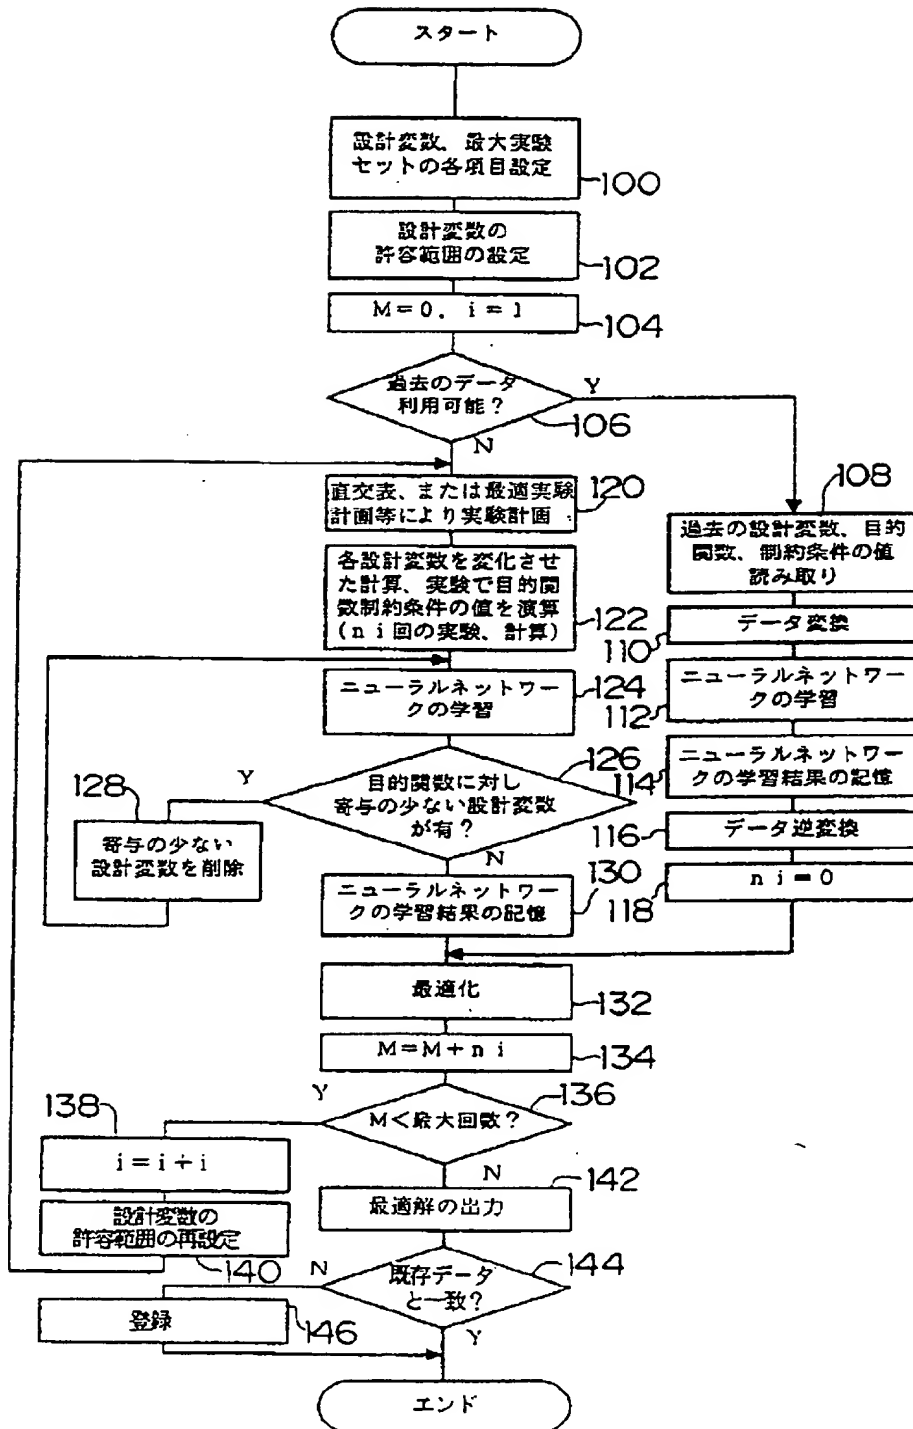 スタート
設計変数、最大実験
セットの各項目設定
100
設計変数の
許容範囲の設定
102
M=0. i=1
104
過去のデータ
利用可能?
Y
106
N
直交表、または最適実験
計画等により実験計画
120
108
過去の設計変数、目的
関数、制約条件の値
読み取り
各設計変数を変化させ
た計算、実験で目的関
数制約条件の値を演算
(ni回の実験、計算)
122
データ変換
110
ニューラルネットワー
クの学習
124
ニューラルネットワー
クの学習
112
126
目的関数に対し
寄与の少ない設計変数
が有?
Y
N
128
寄与の少ない
設計変数を削除
ニューラルネットワー
クの学習結果の記憶
114
データ逆変換
116
ni=0
118
ニューラルネットワー
クの学習結果の記憶
130
最適化
132
M=M+ni
134
M<最大回数?
136
Y
N
138
i=i+i
設計変数の
許容範囲の再設定
140
最適解の出力
142
既存データ
と一致?
144
N
Y
登録
146
エンド